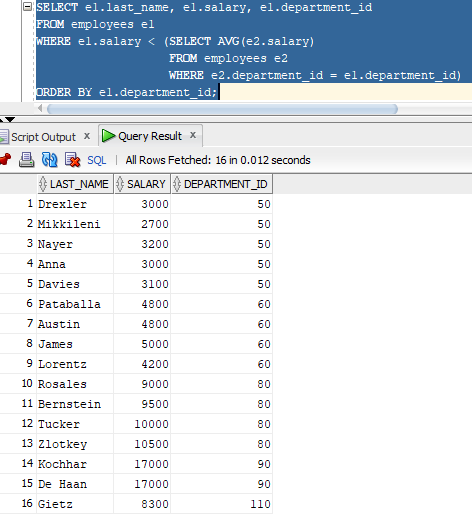 SELECT e1.last_name, e1.salary, e1.department_id
FROM employees e1
WHERE e1.salary < (SELECT AVG(e2.salary)
FROM employees e2
WHERE e2.department_id = e1.department_id)
ORDER BY e1.department_id;
Script Output x Query Result x
SQL | All Rows Fetched: 16 in 0.012 seconds
LAST_NAME SALARY DEPARTMENT_ID
1 Drexler 3000 50
2 Mikkileni 2700 50
3 Nayer 3200 50
4 Anna 3000 50
5 Davies 3100 50
6 Pataballa 4800 60
7 Austin 4800 60
8 James 5000 60
9 Lorentz 4200 60
10 Rosales 9000 80
11 Bernstein 9500 80
12 Tucker 10000 80
13 Zlotkey 10500 80
14 Kochhar 17000 90
15 De Haan 17000 90
16 Gietz 8300 110